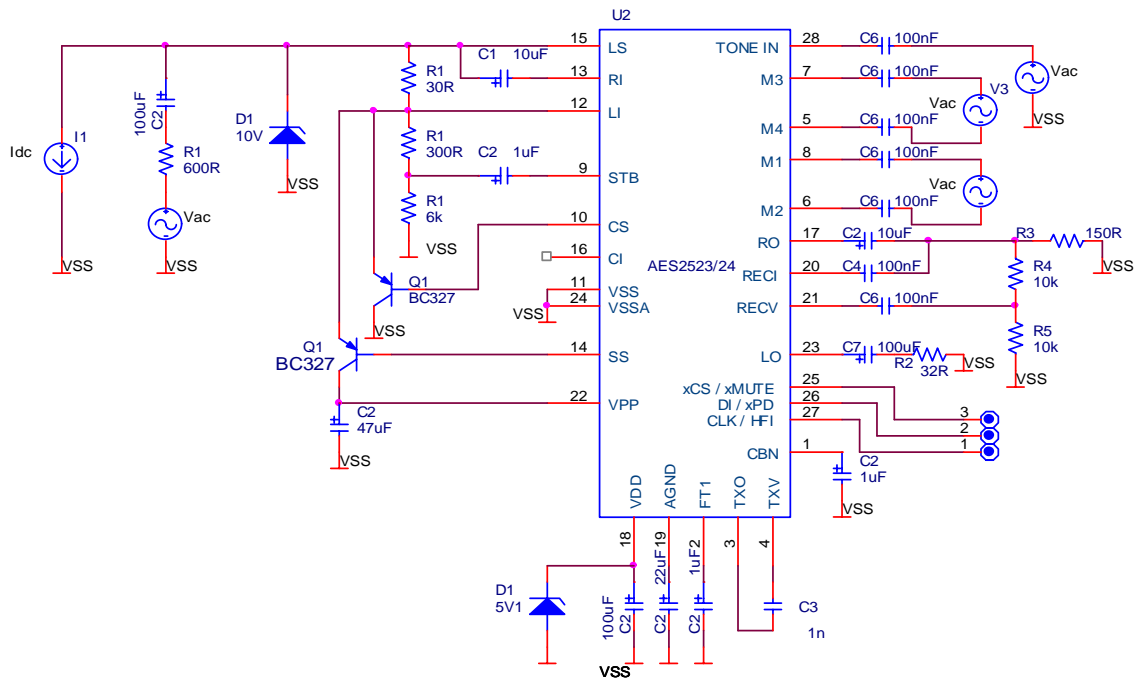 U2
AES2523/24
15 LS
13 RI
12 LI
9 STB
10 CS
16 CI
11 VSS
24 VSSA
14 SS
22 VPP
TONE IN 28
M3 7
M4 5
M1 8
M2 6
RO 17
RECI 20
RECV 21
LO 23
xCS / xMUTE 25
DI / xPD 26
CLK / HFI 27
CBN 1
VDD 18
AGND 19
FT1 2
TXO 3
TXV 4
Idc
I1
VSS
100uF
C2
R1
600R
Vac
VSS
D1
10V
VSS
R1
30R
C1 10uF
R1
300R
C2 1uF
R1
6k
VSS
Q1
BC327
VSS
VSS
Q1
BC327
C2
47uF
VSS
C6 100nF
Vac
VSS
C6 100nF
V3
Vac
C6 100nF
C6 100nF
Vac
C6 100nF
C2 10uF
R3 150R
VSS
C4 100nF
R4
10k
C6 100nF
R5
10k
VSS
C7 100uF
R2 32R
VSS
3
2
1
C2
1uF
VSS
D1
5V1
100uF
C2
22uF
C2
1uF
C2
C3
1n
VSS